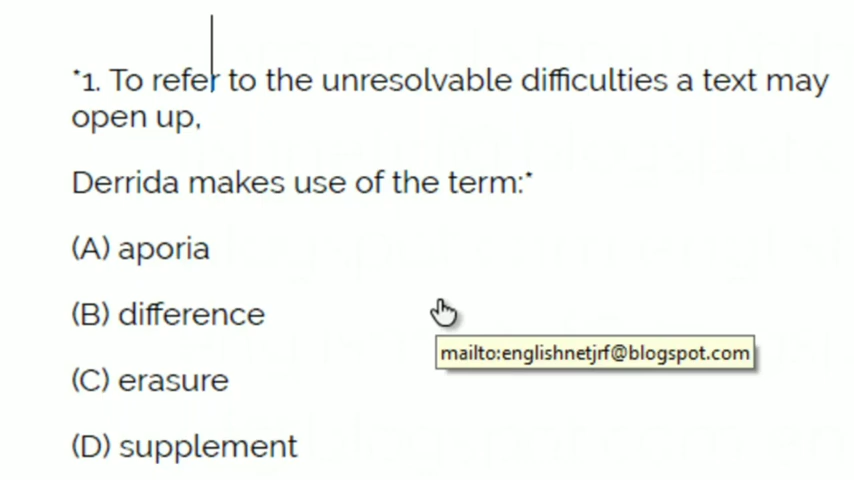 *1. To refer to the unresolvable difficulties a text may
open up,
Derrida makes use of the term:*
(A) aporia
(B) difference
(C) erasure
mailto:englishnetjrf@blogspot.com
(D) supplement